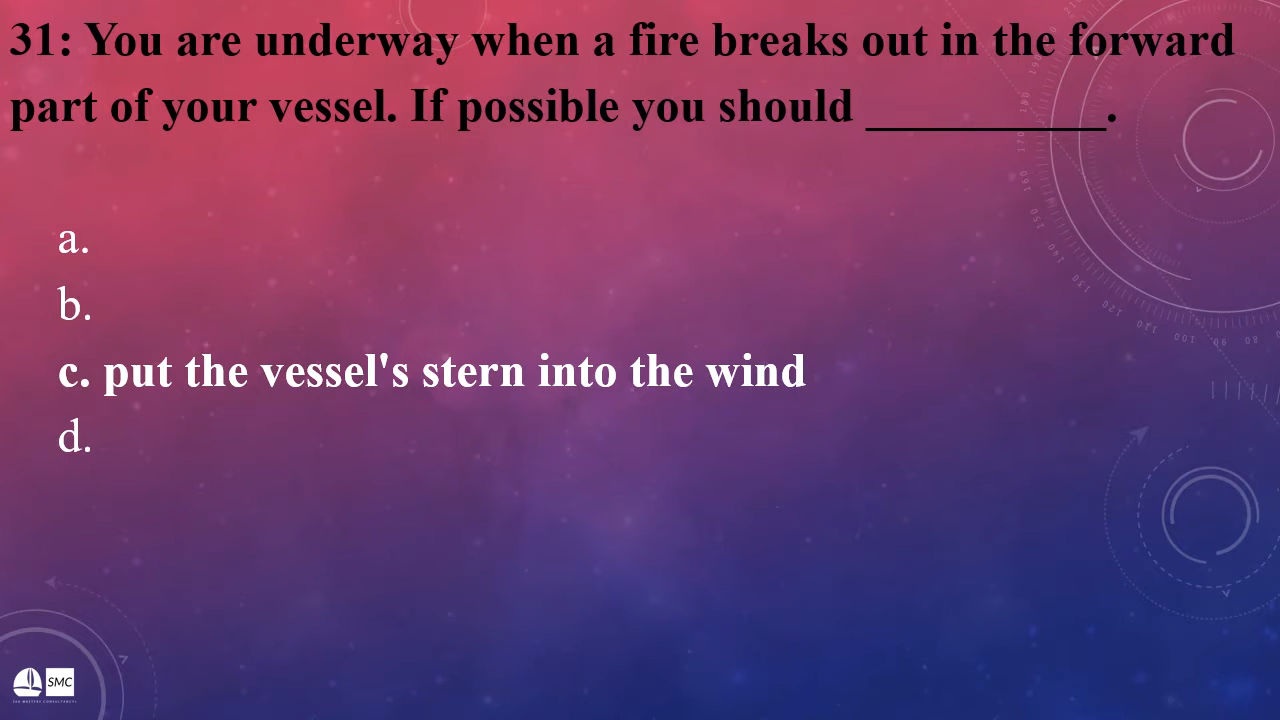 31: You are underway when a fire breaks out in the forward
part of your vessel. If possible you should __________.
a.
b.
c. put the vessel's stern into the wind
d.
SMC